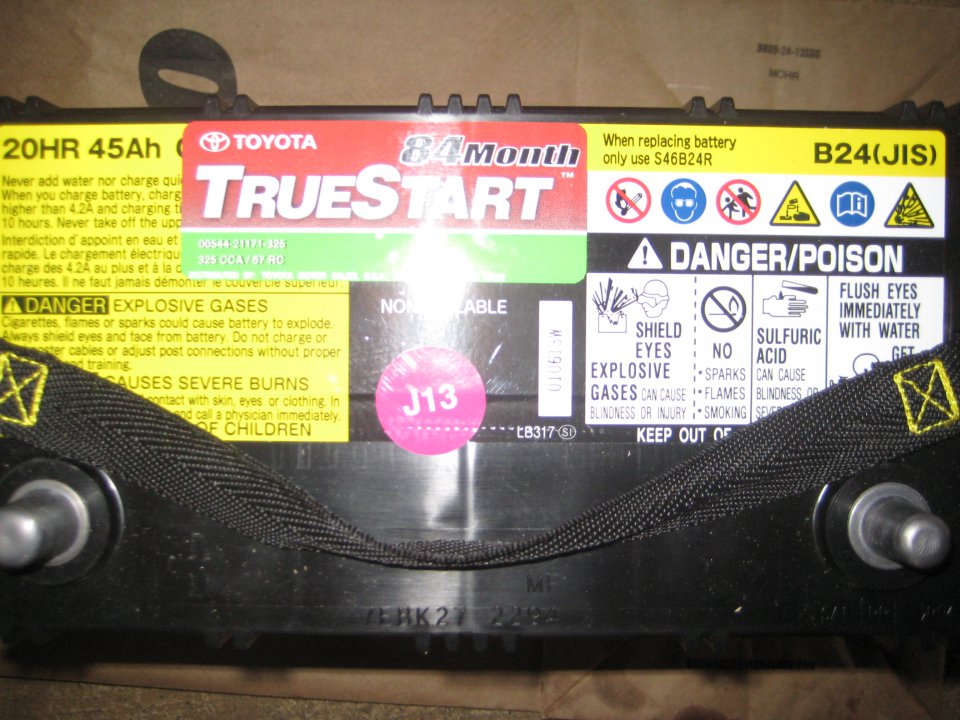 MOHR
20HR 45Ah
TOYOTA
84 Month
TRUESTART™
00544-21171-325
325 CCA / 67 RC
When replacing battery
only use S46B24R
B24(JIS)
Never add water nor charge
When you charge battery,
higher than 4.2A and charging
10 hours. Never take off the
Interdiction d'appoint en eau et
rapide. Le chargement
charge des 4.2A au plus et à la
10 heures. Il ne faut jamais démonter le couvercle supérieur.
DANGER EXPLOSIVE GASES
Cigarettes, flames or sparks could cause battery to explode.
Always shield eyes and face from battery. Do not charge or
cables or adjust post connections without proper
and training.
CAUSES SEVERE BURNS
contact with skin, eyes or clothing. In
and call a physician immediately.
OF CHILDREN
J13
LB317 SI
DANGER/POISON
SHIELD
EYES
EXPLOSIVE
GASES CAN CAUSE
BLINDNESS OR INJURY
NO
•SPARKS
•FLAMES
•SMOKING
SULFURIC
ACID
CAN CAUSE
BLINDNESS OR
FLUSH EYES
IMMEDIATELY
WITH WATER
GET
KEEP OUT OF